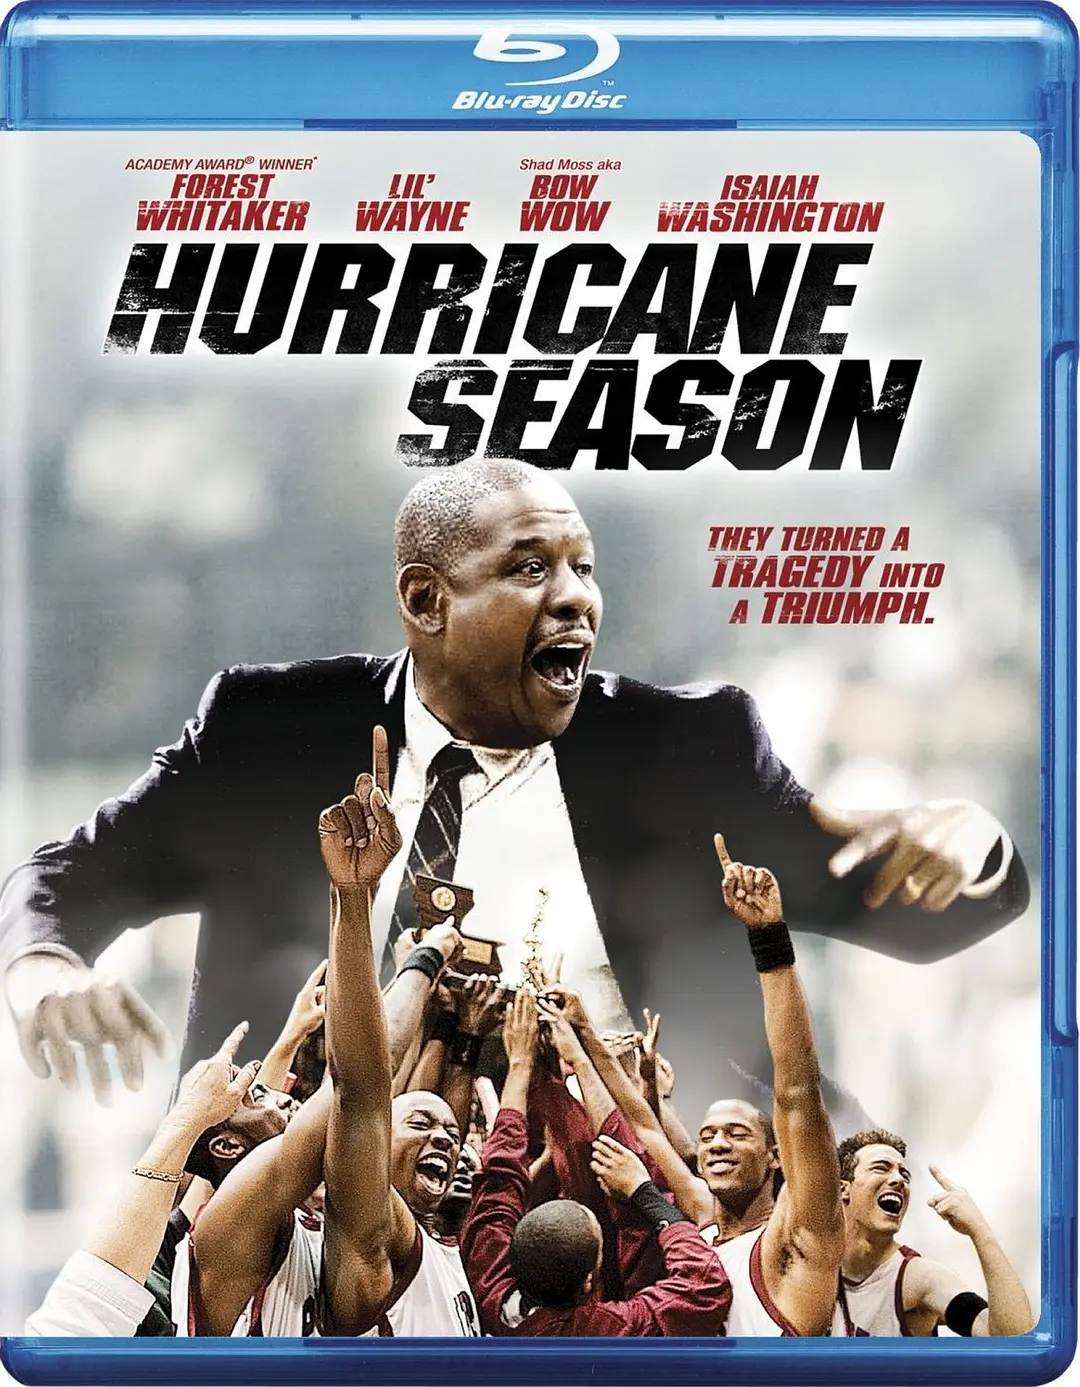 Blu-ray Disc™
ACADEMY AWARD® WINNER*
FOREST
WHITAKER
LIL'
WAYNE
Shad Moss aka
BOW
WOW
ISAIAH
WASHINGTON
HURRICANE
SEASON
THEY TURNED A
TRAGEDY INTO
A TRIUMPH.